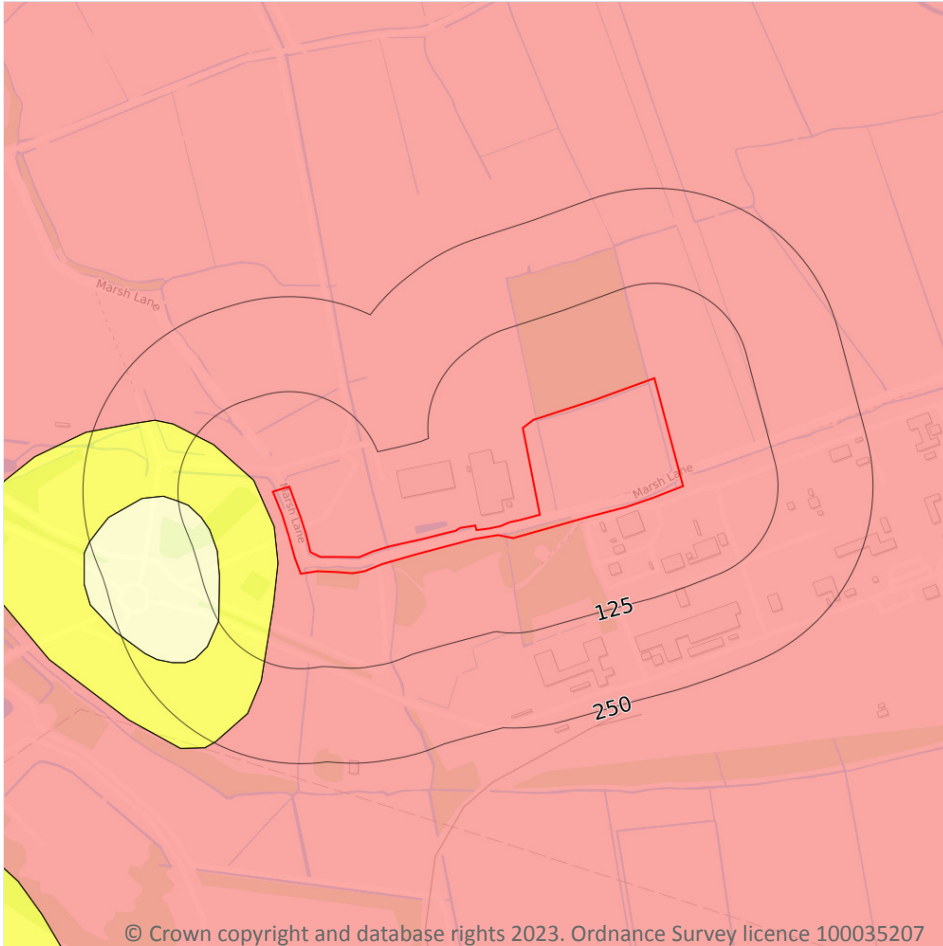 Marsh Lane
Marsh Lane
Marsh Lane
125
250
© Crown copyright and database rights 2023. Ordnance Survey licence 100035207